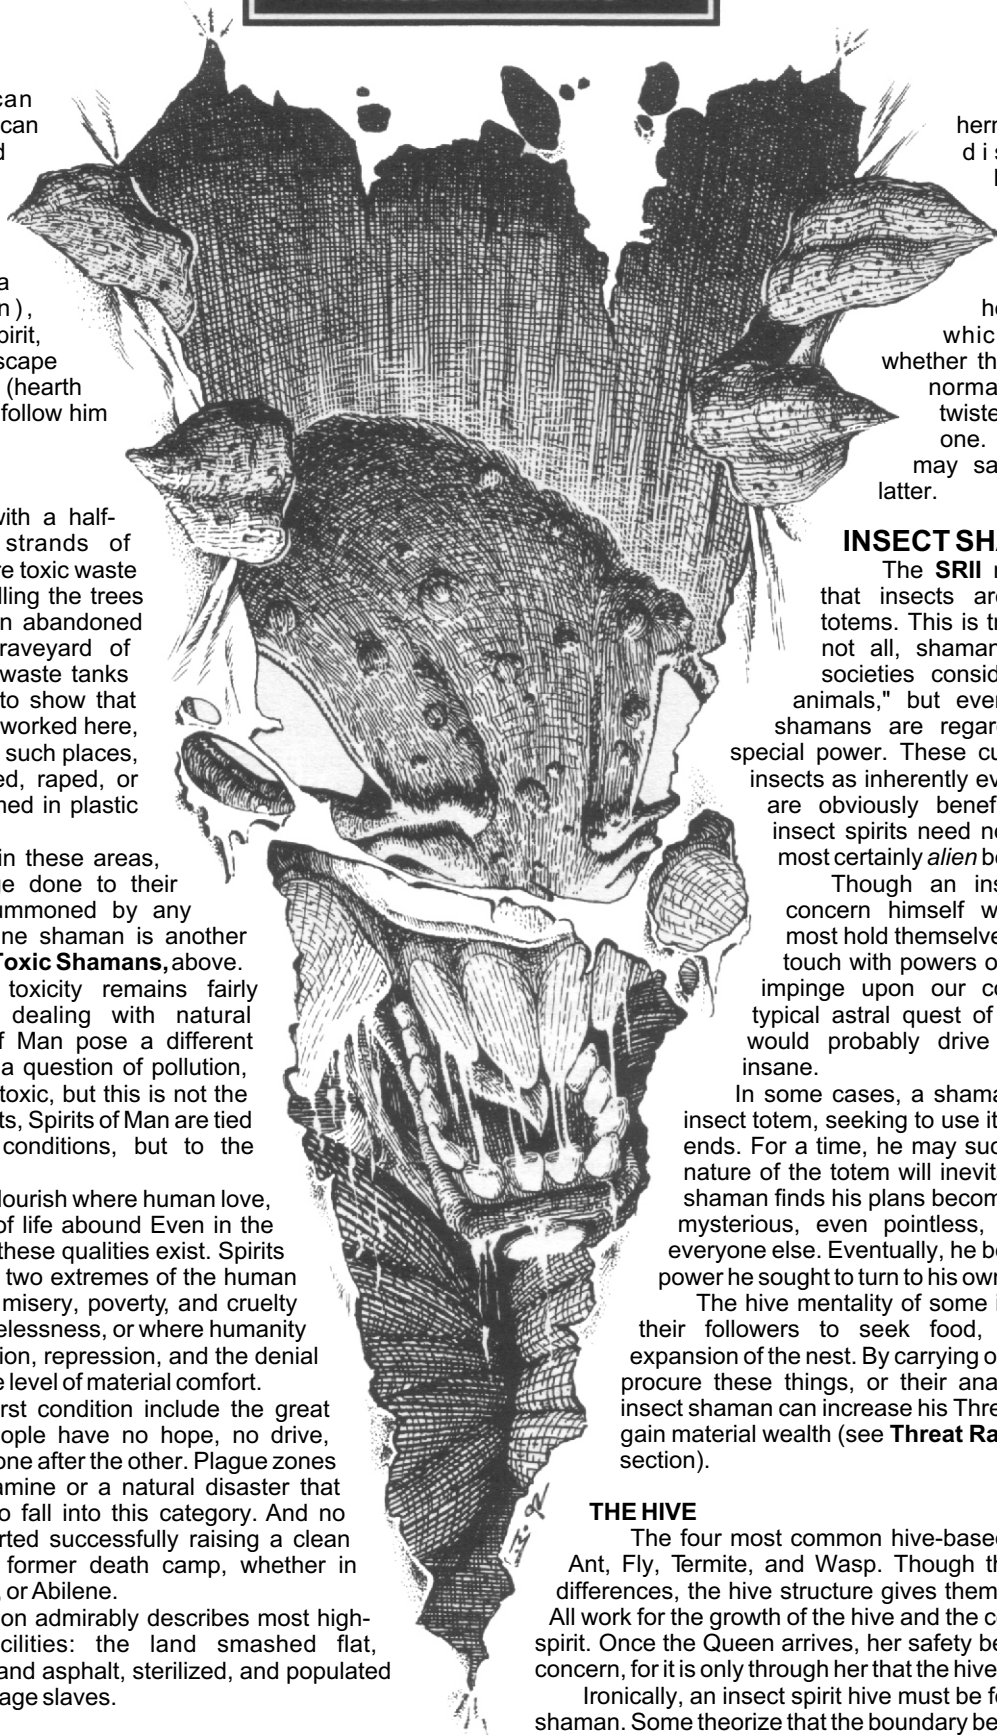 can
can
a
(hearth
follow him
with a half-
strands of
toxic waste
lling the trees
n abandoned
raveyard of
waste tanks
to show that
worked here,
such places,
ed, raped, or
ned in plastic
in these areas,
ge done to their
ummoned by any
ne shaman is another
Toxic Shamans, above.
toxicity remains fairly
dealing with natural
f Man pose a different
a question of pollution,
toxic, but this is not the
ts, Spirits of Man are tied
conditions, but to the
lourish where human love,
of life abound Even in the
these qualities exist. Spirits
two extremes of the human
misery, poverty, and cruelty
elessness, or where humanity
ion, repression, and the denial
e level of material comfort.
rst condition include the great
ople have no hope, no drive,
one after the other. Plague zones
amine or a natural disaster that
o fall into this category. And no
rted successfully raising a clean
former death camp, whether in
, or Abilene.
on admirably describes most high-
cilities: the land smashed flat,
and asphalt, sterilized, and populated
age slaves.
whether th
norma
twiste
one.
may sa
latter.
INSECT SHA
The SRII
that insects are
totems. This is tr
not all, shaman
societies consid
animals," but ever
shamans are regar
special power. These cu
insects as inherently ev
are obviously benef
insect spirits need no
most certainly alien be
Though an ins
concern himself w
most hold themselve
touch with powers o
impinge upon our co
typical astral quest of
would probably drive
insane.
In some cases, a shama
insect totem, seeking to use it
ends. For a time, he may suc
nature of the totem will inevit
shaman finds his plans becom
mysterious, even pointless,
everyone else. Eventually, he be
power he sought to turn to his own
The hive mentality of some i
their followers to seek food,
expansion of the nest. By carrying o
procure these things, or their ana
insect shaman can increase his Thre
gain material wealth (see Threat Ra
section).
THE HIVE
The four most common hive-based
Ant, Fly, Termite, and Wasp. Though th
differences, the hive structure gives them
All work for the growth of the hive and the co
spirit. Once the Queen arrives, her safety be
concern, for it is only through her that the hive
Ironically, an insect spirit hive must be fo
shaman. Some theorize that the boundary be